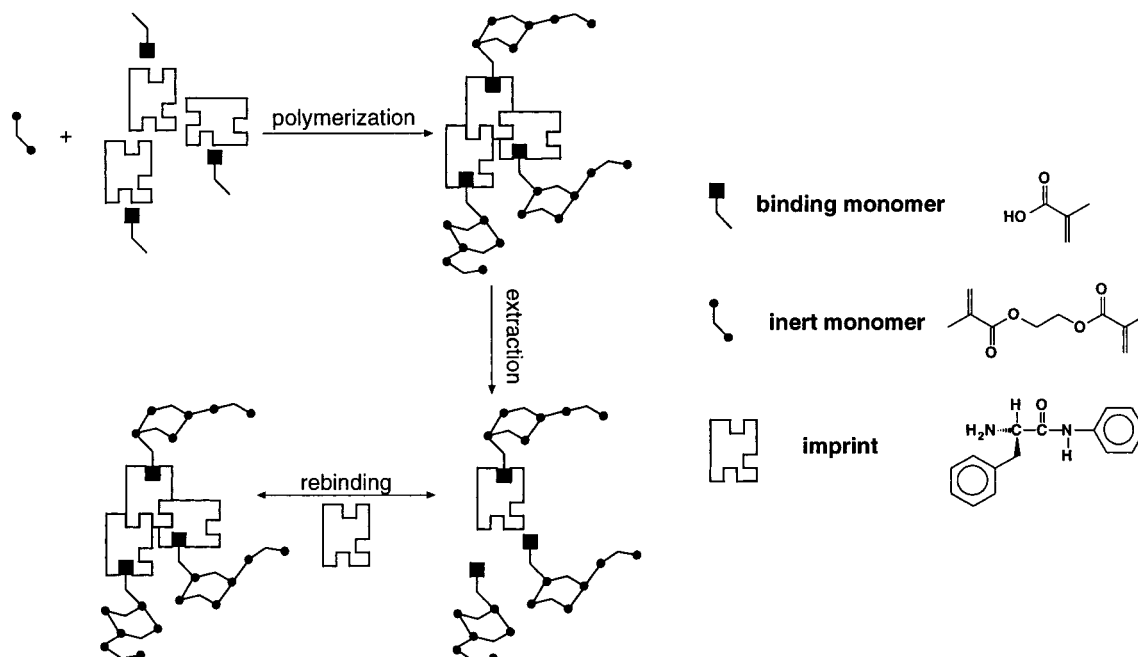 +
polymerization
extraction
rebinding
binding monomer
O
HO
inert monomer
O
O
O
O
imprint
H O
H₂N C C N
H